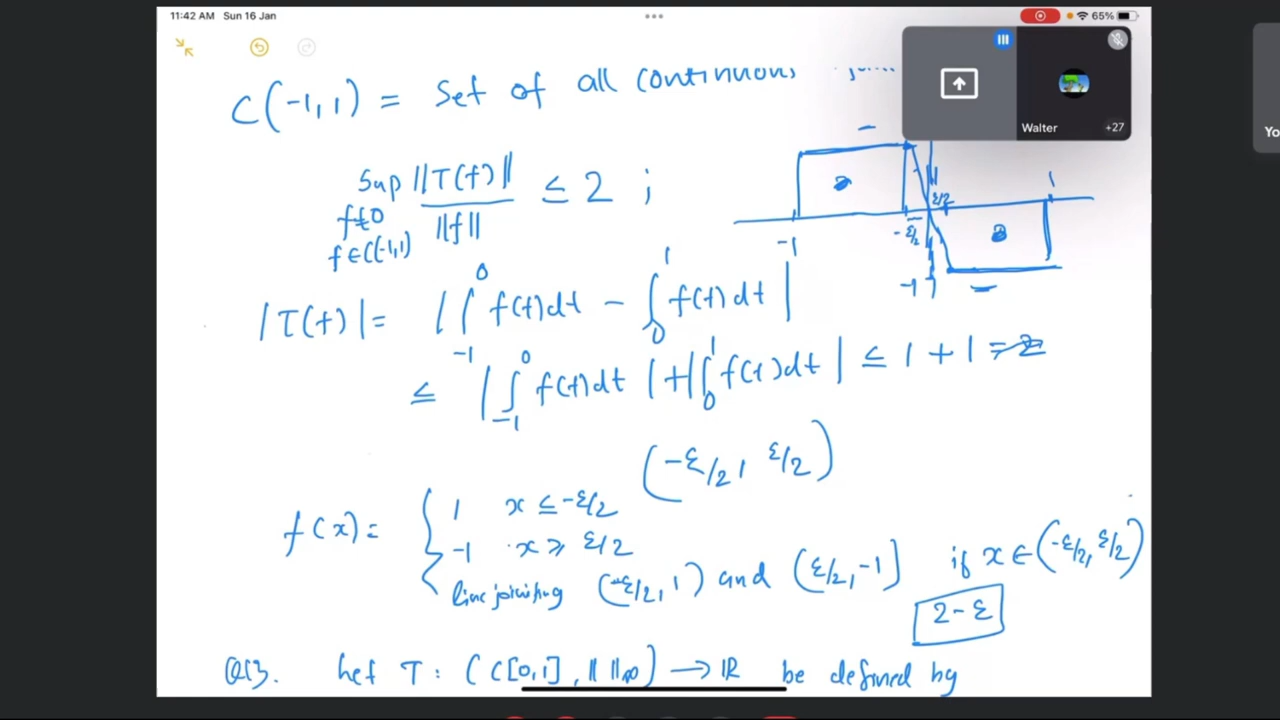 11:42 AM Sun 16 Jan
65%
C(-1,1) = Set of all continuous
Walter
+27
Yo
Sup ||T(f)|| / ||f|| ≤ 2 ;
f≠0
f∈C(-1,1)
-1
-ε/2
ε/2
1
-1
|T(f)| = | ∫_{-1}^{0} f(t)dt - ∫_{0}^{1} f(t)dt |
≤ | ∫_{-1}^{0} f(t)dt | + | ∫_{0}^{1} f(t)dt | ≤ 1 + 1 = 2
(-ε/2, ε/2)
f(x) = { 1 x ≤ -ε/2
-1 x ≥ ε/2
line joining (-ε/2, 1) and (ε/2, -1) if x ∈ (-ε/2, ε/2)
2-ε
Q13. Let T : (C[0,1], || ||∞) → IR be defined by